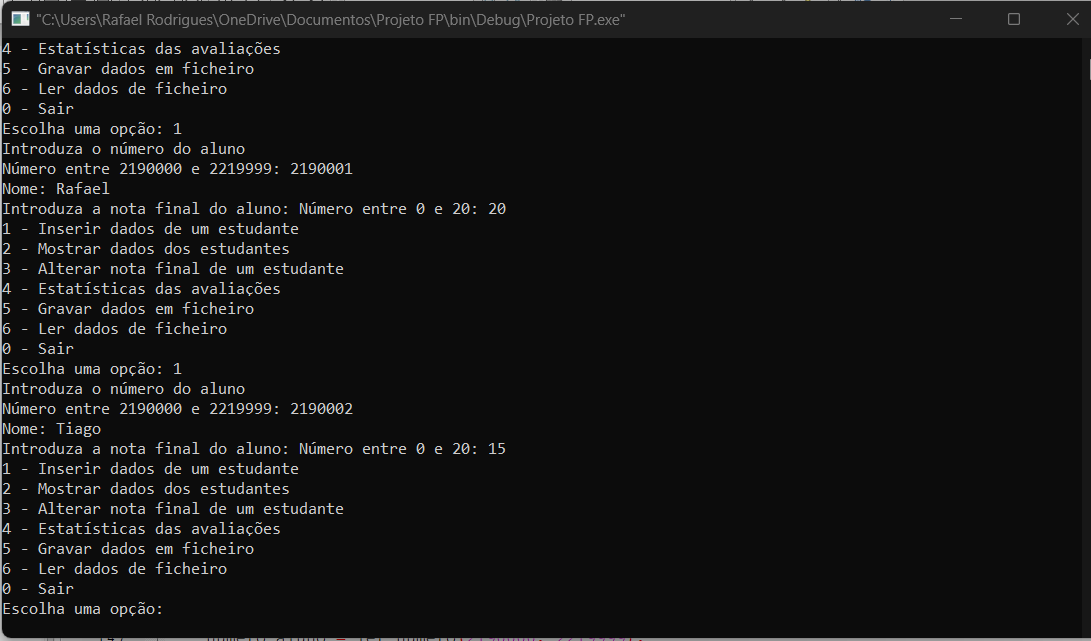 "C:\Users\Rafael Rodrigues\OneDrive\Documentos\Projeto FP\bin\Debug\Projeto FP.exe"
4 - Estatísticas das avaliações
5 - Gravar dados em ficheiro
6 - Ler dados de ficheiro
0 - Sair
Escolha uma opção: 1
Introduza o número do aluno
Número entre 2190000 e 2219999: 2190001
Nome: Rafael
Introduza a nota final do aluno: Número entre 0 e 20: 20
1 - Inserir dados de um estudante
2 - Mostrar dados dos estudantes
3 - Alterar nota final de um estudante
4 - Estatísticas das avaliações
5 - Gravar dados em ficheiro
6 - Ler dados de ficheiro
0 - Sair
Escolha uma opção: 1
Introduza o número do aluno
Número entre 2190000 e 2219999: 2190002
Nome: Tiago
Introduza a nota final do aluno: Número entre 0 e 20: 15
1 - Inserir dados de um estudante
2 - Mostrar dados dos estudantes
3 - Alterar nota final de um estudante
4 - Estatísticas das avaliações
5 - Gravar dados em ficheiro
6 - Ler dados de ficheiro
0 - Sair
Escolha uma opção: